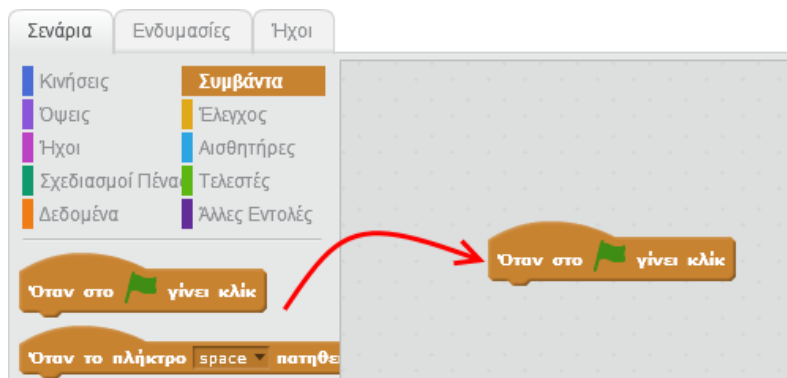 Σενάρια Ενδυμασίες Ήχοι
Κινήσεις Συμβάντα
Όψεις Έλεγχος
Ήχοι Αισθητήρες
Σχεδιασμοί Πένας Τελεστές
Δεδομένα Άλλες Εντολές
Όταν στο γίνει κλίκ
Όταν στο γίνει κλίκ
Όταν το πλήκτρο space πατηθε